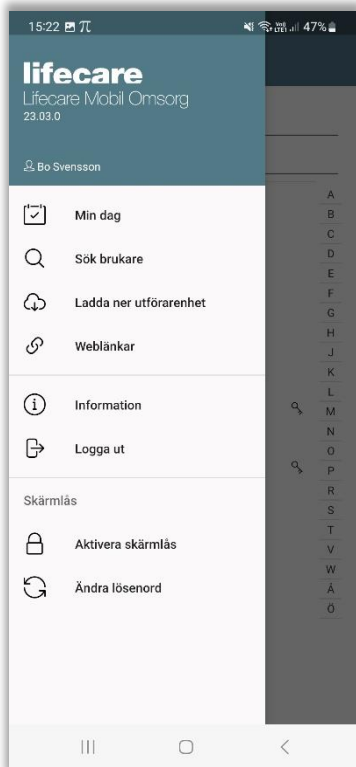 15:22 47%
lifecare
Lifecare Mobil Omsorg
23.03.0
Bo Svensson
Min dag
Sök brukare
Ladda ner utförarenhet
Weblänkar
Information
Logga ut
Skärmlås
Aktivera skärmlås
Ändra lösenord
A
B
C
D
E
F
G
H
J
K
L
M
N
O
P
R
S
T
V
W
Å
Ö